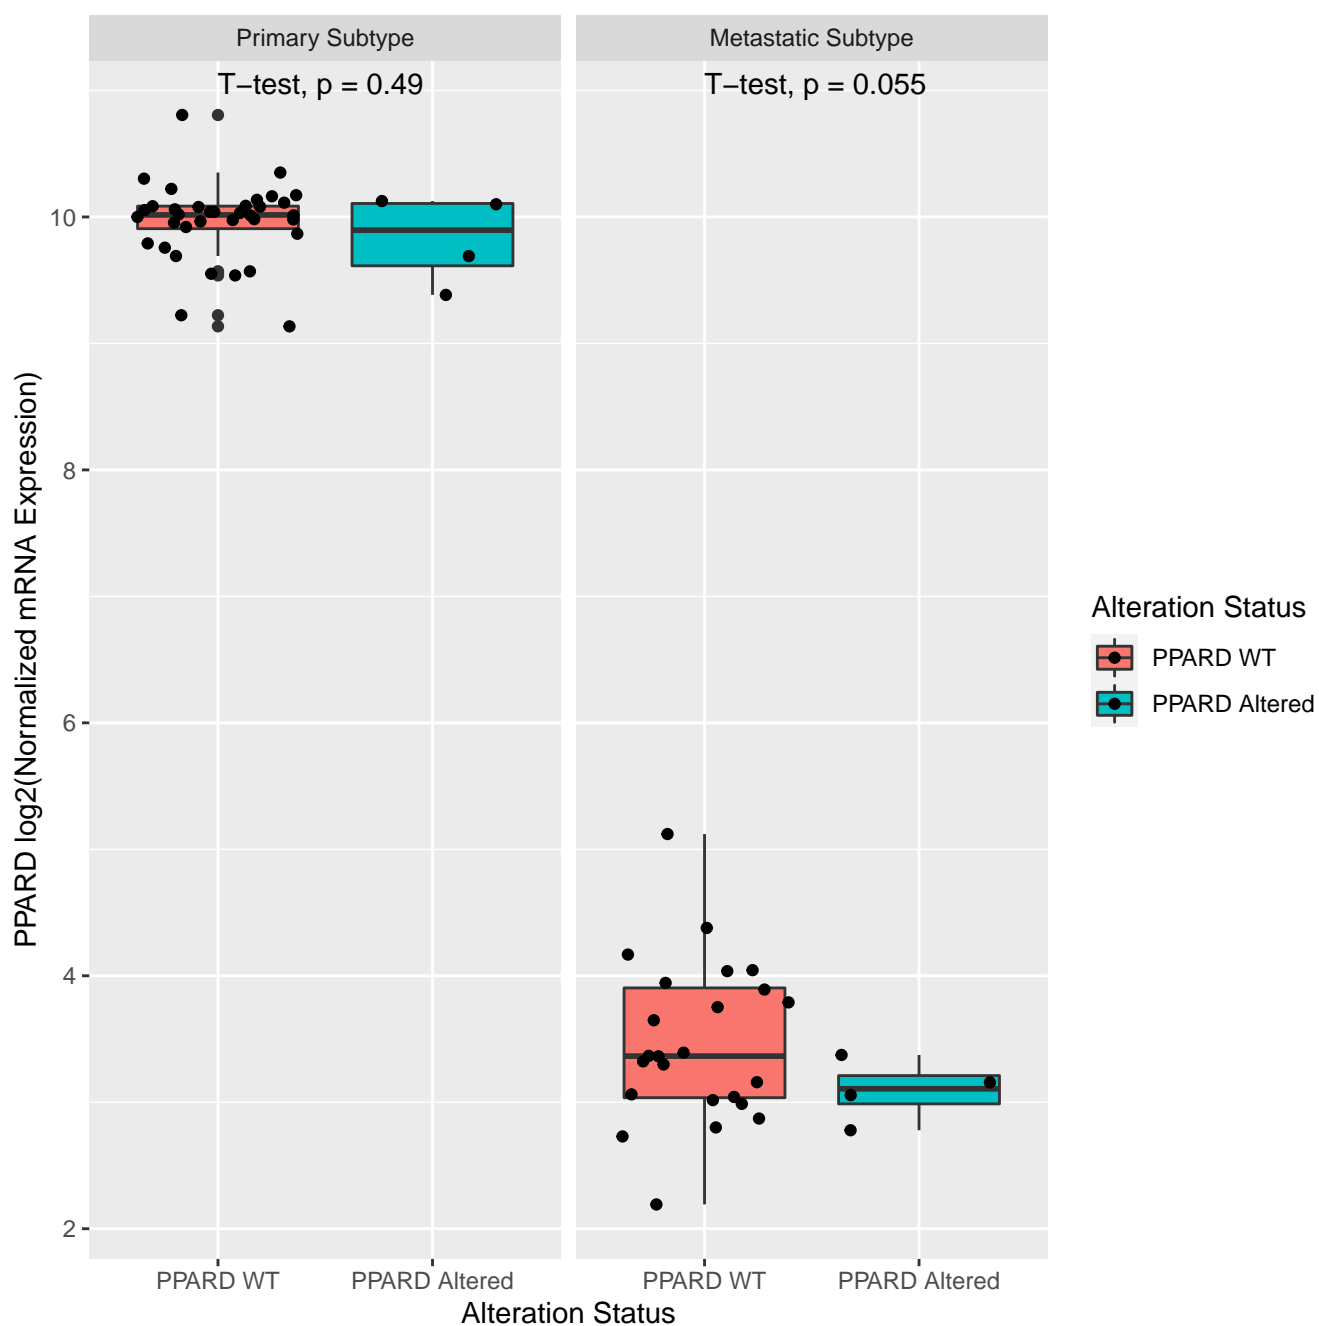 Primary Subtype
Metastatic Subtype
T−test, p = 0.49
T−test, p = 0.055
PPARD log2(Normalized mRNA Expression)
10
8
6
4
2
PPARD WT
PPARD Altered
PPARD WT
PPARD Altered
Alteration Status
Alteration Status
PPARD WT
PPARD Altered